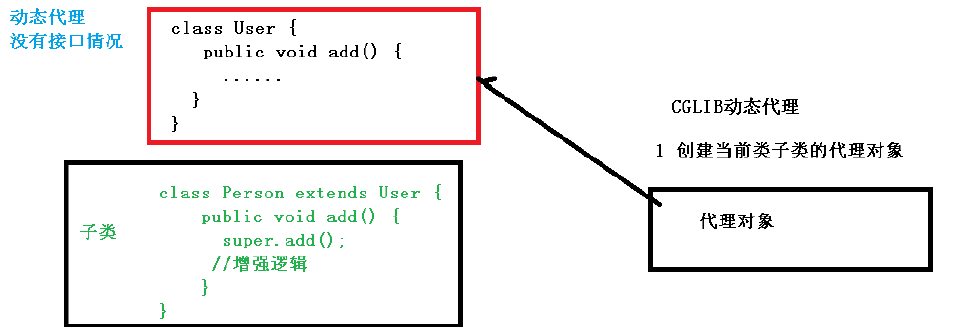 动态代理
没有接口情况
class User {
public void add() {
......
}
}
子类
class Person extends User {
public void add() {
super.add();
//增强逻辑
}
}
CGLIB动态代理
1 创建当前类子类的代理对象
代理对象